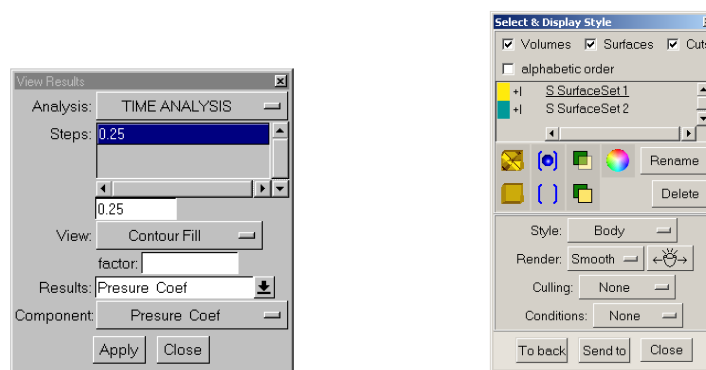 View Results
Analysis: TIME ANALYSIS
Steps: 0.25
0.25
View: Contour Fill
factor:
Results: Presure Coef
Component: Presure Coef
Apply Close
Select & Display Style
Volumes Surfaces Cuts
alphabetic order
+| S SurfaceSet 1
+| S SurfaceSet 2
Rename
Delete
Style: Body
Render: Smooth
Culling: None
Conditions: None
To back Send to Close